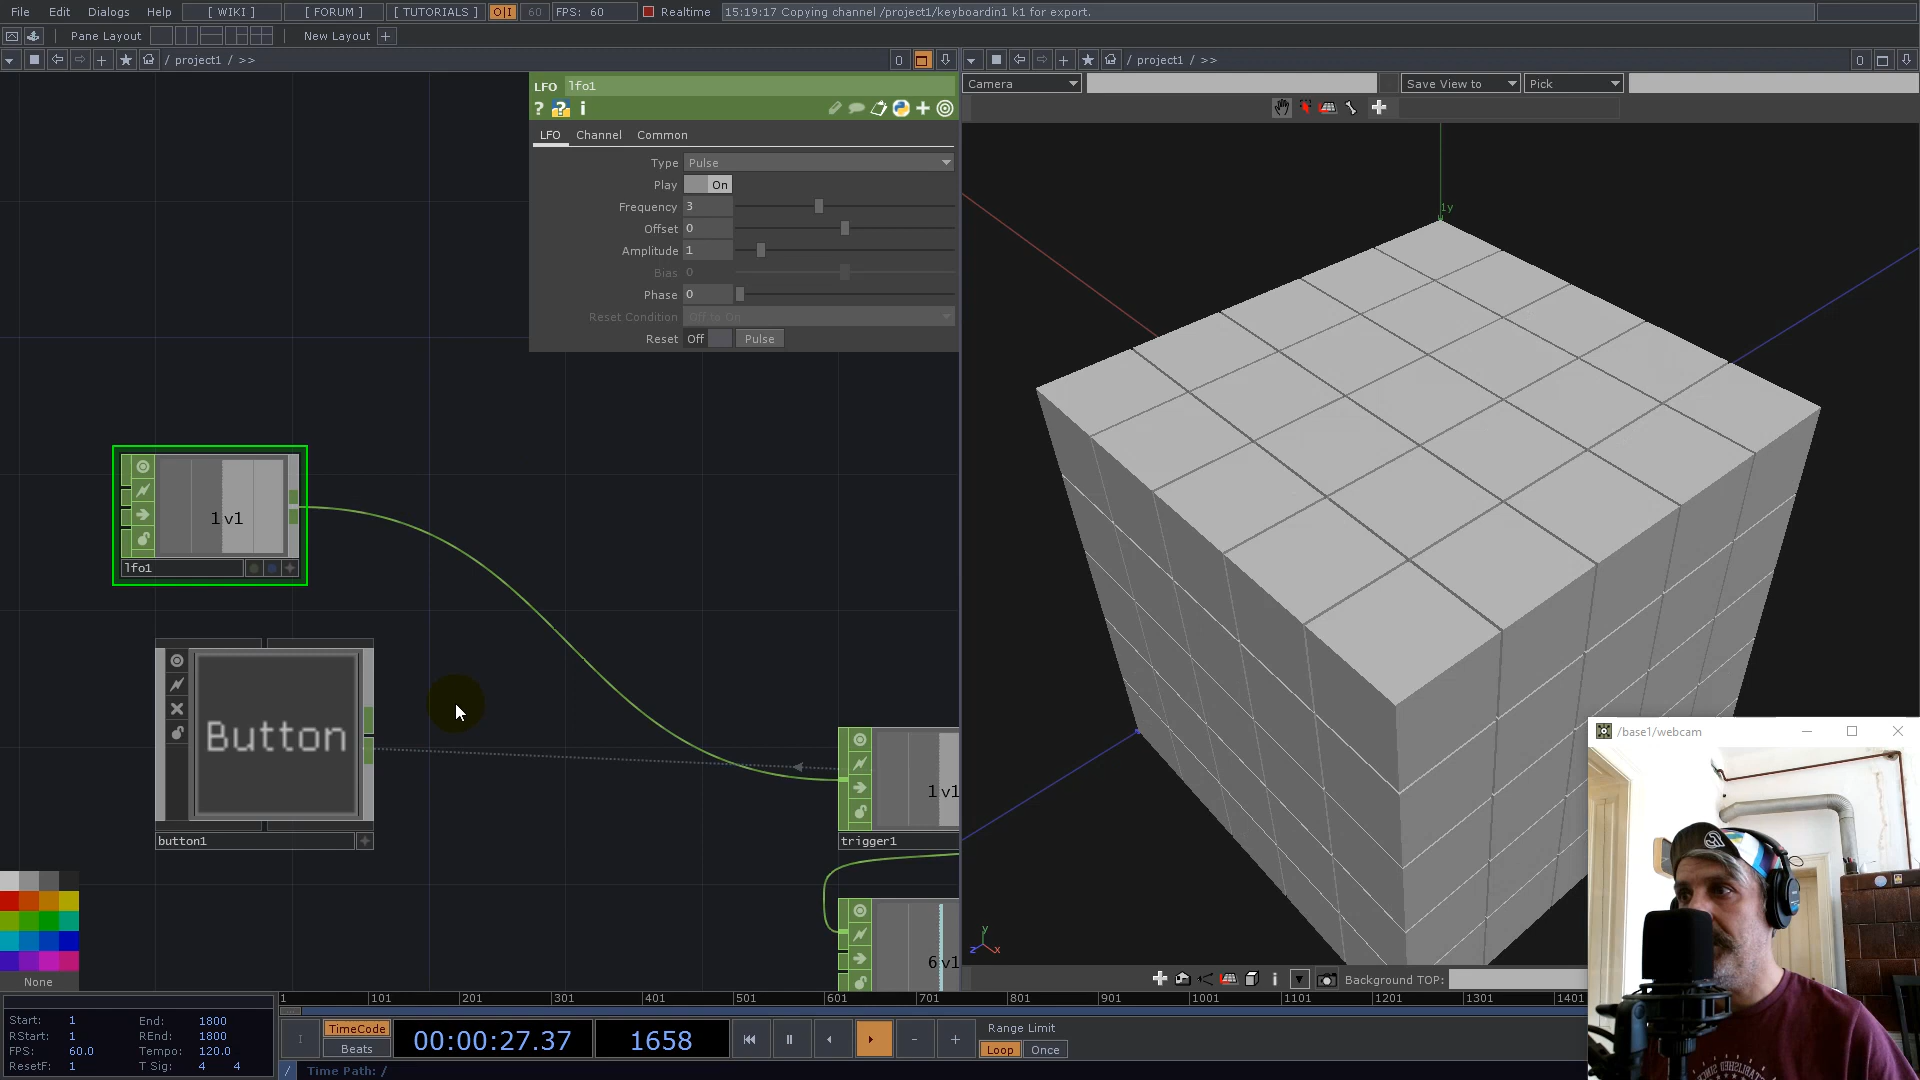 File Edit Dialogs Help [ WIKI ] [ FORUM ] [ TUTORIALS ] O|I 60 FPS: 60 Realtime 15:19:17 Copying channel /project1/keyboardin1 k1 for export.
Pane Layout New Layout +
/ project1 / >> 0
/ project1 / >> 0
LFO lfo1
Camera Save View to Pick
? ? i
LFO Channel Common
Type Pulse
Play On
Frequency 3
Offset 0
Amplitude 1
Bias 0
Phase 0
Reset Condition Off to On
Reset Off Pulse
1y
1 v1
lfo1
Button
button1
1 v1
trigger1
6 v1
None
y
z x
i Background TOP:
/base1/webcam
1 101 201 301 401 501 601 701 801 901 1001 1101 1201 1301 1401
Start: 1 End: 1800
RStart: 1 REnd: 1800
FPS: 60.0 Tempo: 120.0
ResetF: 1 T Sig: 4 4
I TimeCode Beats 00:00:27.37 1658 - + Range Limit
Loop Once
/ Time Path: /